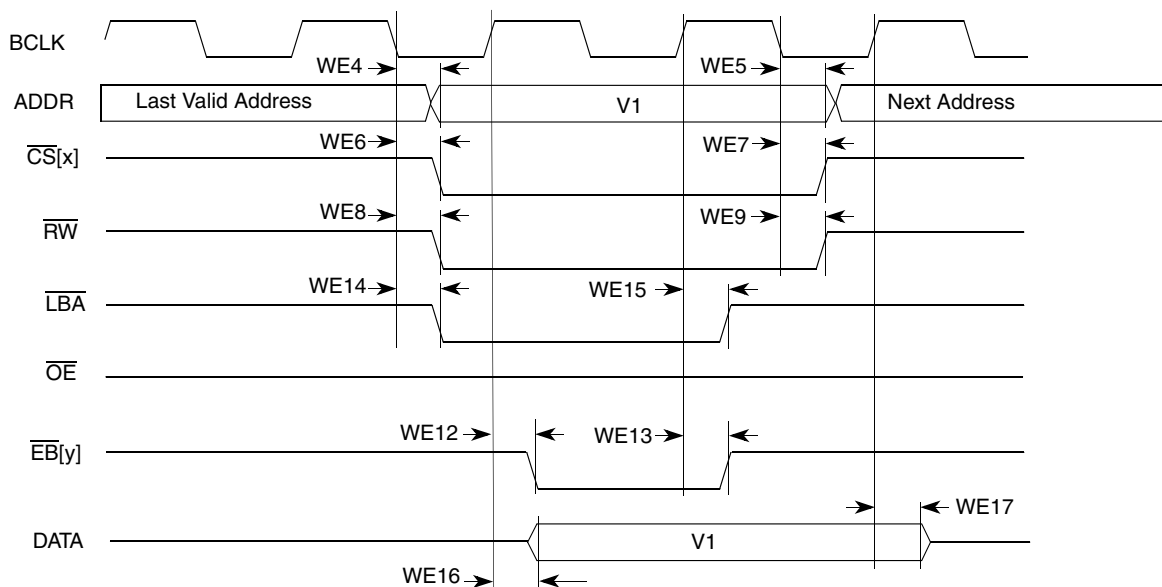 BCLK
WE4
WE5
ADDR
Last Valid Address
V1
Next Address
WE6
WE7
CS[x]
WE8
WE9
RW
WE14
WE15
LBA
OE
WE12
WE13
EB[y]
WE17
DATA
V1
WE16